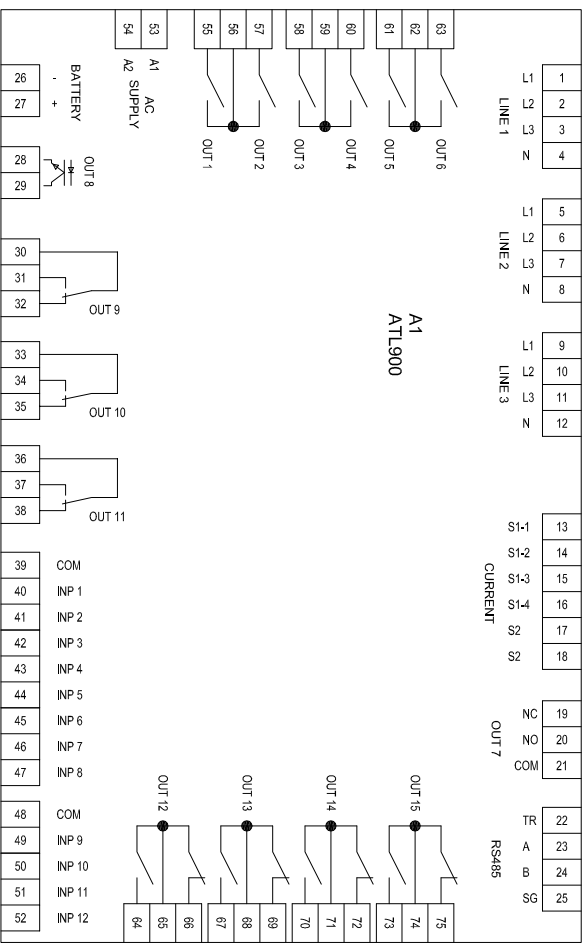 54 53 55 56 57 58 59 60 61 62 63
A2 A1
AC
SUPPLY
OUT 1
OUT 2
OUT 3
OUT 4
OUT 5
OUT 6
26 -
27 +
BATTERY
28
29
OUT 8
30
31
32
OUT 9
33
34
35
OUT 10
36
37
38
OUT 11
39 COM
40 INP 1
41 INP 2
42 INP 3
43 INP 4
44 INP 5
45 INP 6
46 INP 7
47 INP 8
48 COM
49 INP 9
50 INP 10
51 INP 11
52 INP 12
A1
ATL900
LINE 1
L1 1
L2 2
L3 3
N 4
LINE 2
L1 5
L2 6
L3 7
N 8
LINE 3
L1 9
L2 10
L3 11
N 12
CURRENT
S1-1 13
S1-2 14
S1-3 15
S1-4 16
S2 17
S2 18
OUT 7
NC 19
NO 20
COM 21
RS485
TR 22
A 23
B 24
SG 25
OUT 12
OUT 13
OUT 14
OUT 15
64 65 66 67 68 69 70 71 72 73 74 75